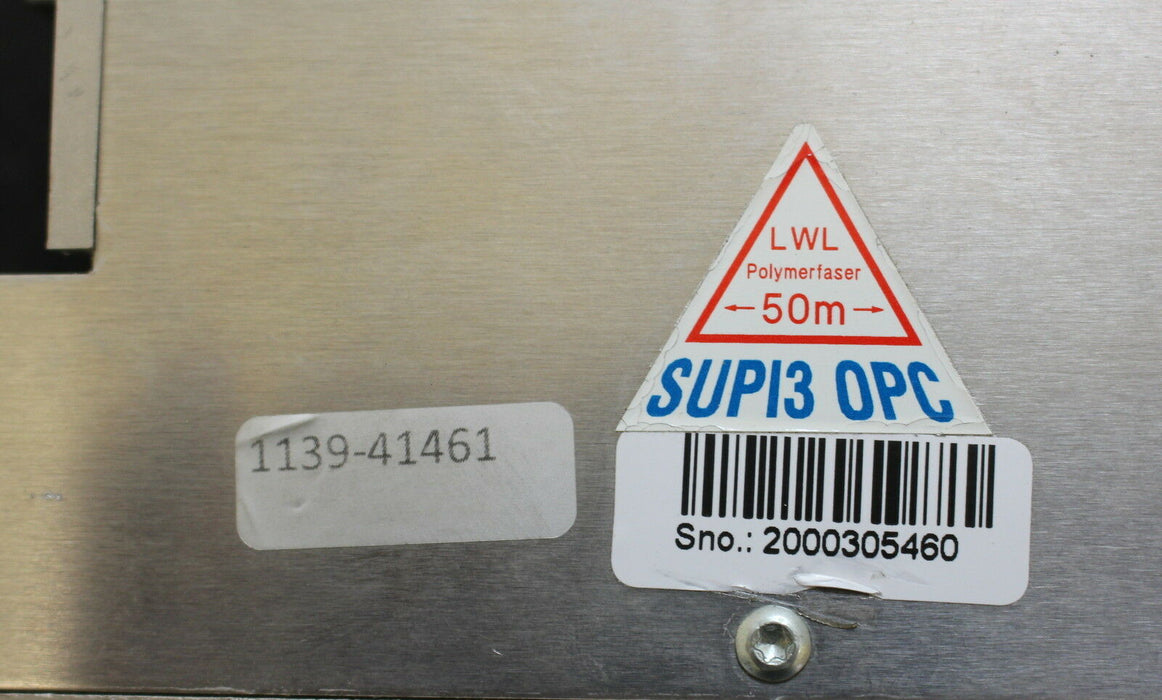 LWL
Polymerfaser
←50m→
SUPI3 OPC
1139-41461
Sno.: 2000305460